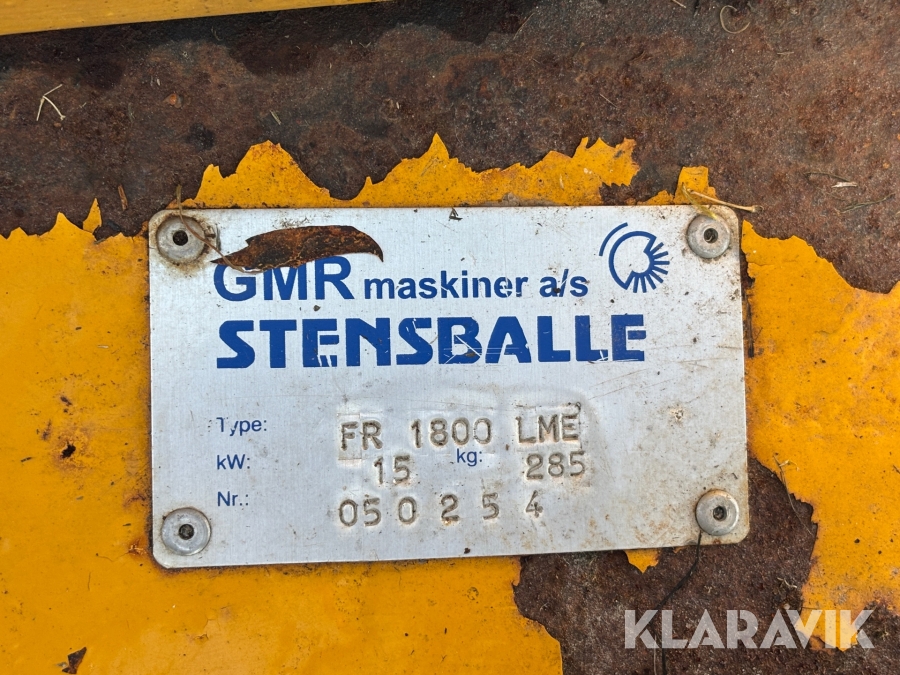 GMR maskiner a/s
STENSBALLE
Type: FR 1800 LME
kW: 15 kg: 285
Nr.: 050254
KLARAVIK